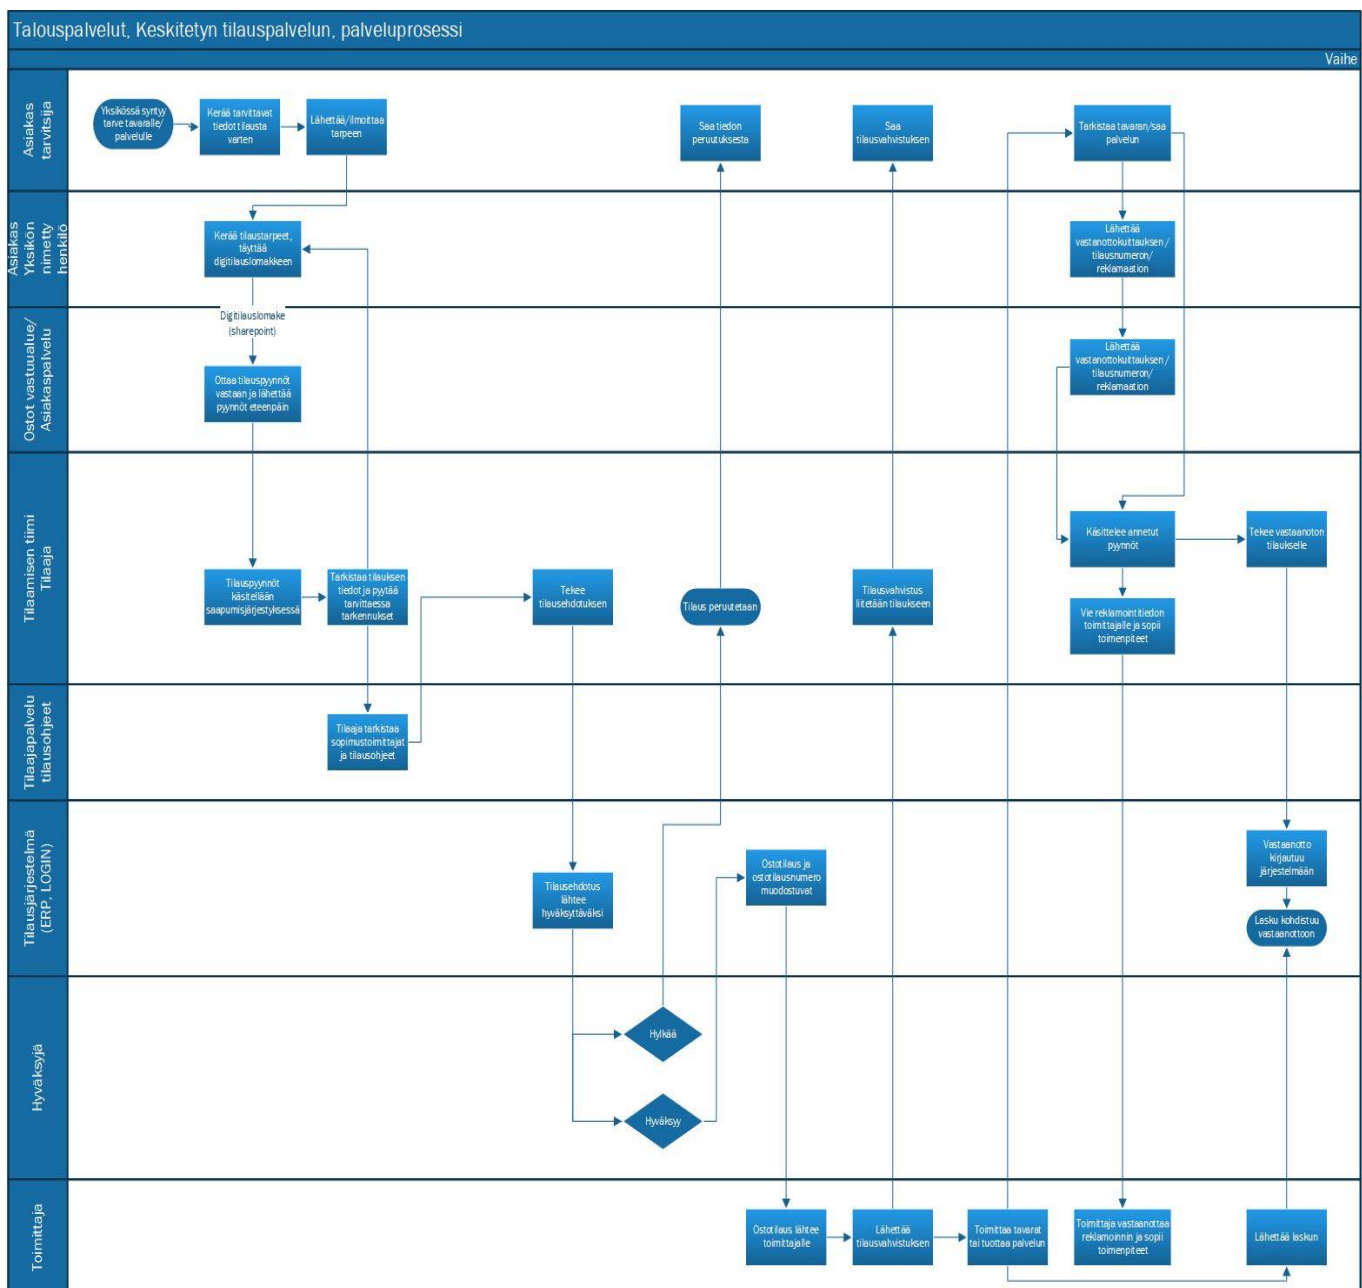 Talouspalvelut, Keskitetyn tilauspalvelun, palveluprosessi
Vaihe
Asiakas
tarvitsija
Yksikössä syntyy
tarve tavaralle/
palvelulle
Kerää tarvittavat
tiedot tilausta
varten
Lähettää/ilmoittaa
tarpeen
Saa tiedon
peruutuksesta
Saa
tilausvahvistuksen
Tarkistaa tavaran/saa
palvelun
Asiakas
Yksikön
nimetty
henkilö
Kerää tilaustarpeet,
täyttää
digitilauslomakkeen
Lähettää
vastanottokuittauksen/
tilausnumeron/
reklamaation
Digitilauslomake
(sharepoint)
Ostot vastuualue/
Asiakaspalvelu
Ottaa tilauspyynnöt
vastaan ja lähettää
pyynnöt eteenpäin
Lähettää
vastanottokuittauksen/
tilausnumeron/
reklamaation
Tilaamisen tiimi
Tilaaja
Tilauspyynnöt
käsitellään
saapumisjärjestyksessä
Tarkistaa tilauksen
tiedot ja pyytää
tarvittaessa
tarkennukset
Tekee
tilausehdotuksen
Tilaus peruutetaan
Tilausvahvistus
liitetään tilaukseen
Käsittelee annetut
pyynnöt
Tekee vastaanoton
tilaukselle
Vie reklamointitiedon
toimittajalle ja sopii
toimenpiteet
Tilaajapalvelu
tilausohjeet
Tilaaja tarkistaa
sopimustoimittajat
ja tilausohjeet
Tilausjärjestelmä
(ERP, LOGIN)
Tilausehdotus
lähtee
hyväksyttäväksi
Ostotilaus ja
ostotilausnumero
muodostuvat
Vastaanotto
kirjautuu
järjestelmään
Lasku kohdistuu
vastaanottoon
Hyväksyjä
Hylkää
Hyväksyy
Toimittaja
Ostotilaus lähtee
toimittajalle
Lähettää
tilausvahvistuksen
Toimittaa tavarat
tai tuottaa palvelun
Toimittaja vastaanottaa
reklamoinnin ja sopii
toimenpiteet
Lähettää laskun